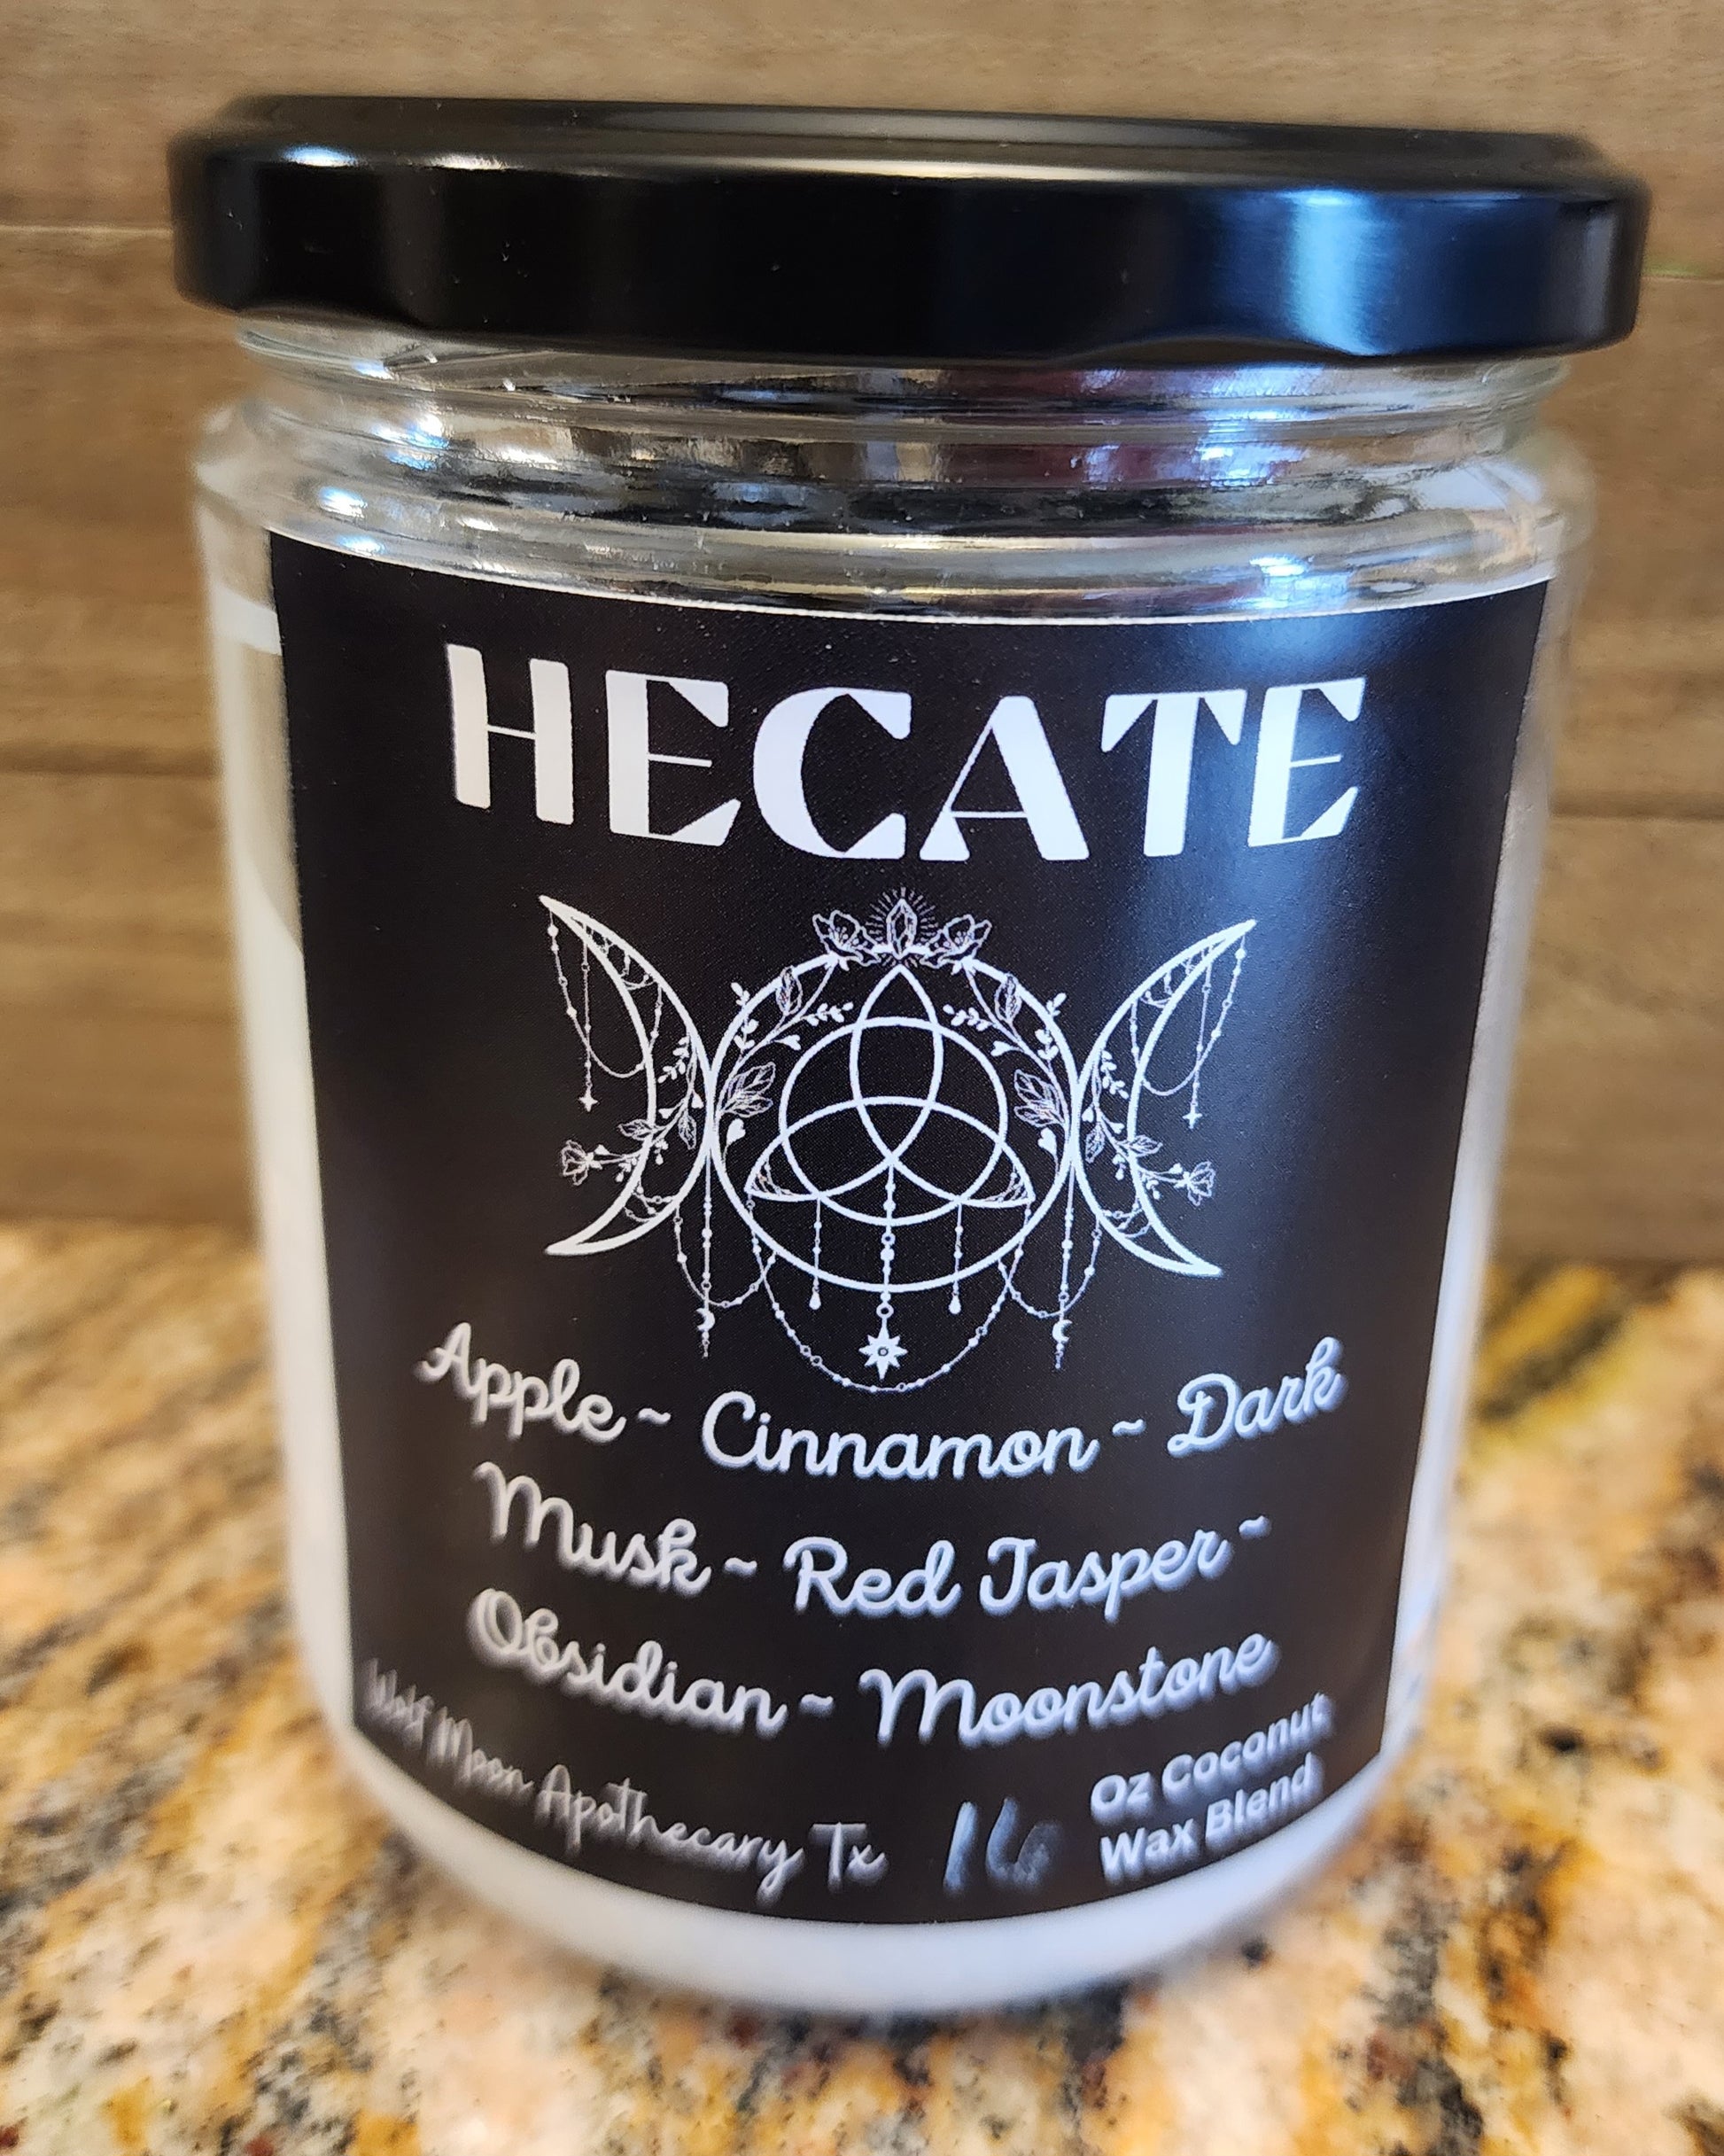 HECATE
Apple ~ Cinnamon ~ Dark
Musk ~ Red Jasper ~
Obsidian ~ Moonstone
Wolf Moon Apothecary Tx
16
Oz Coconut
Wax Blend